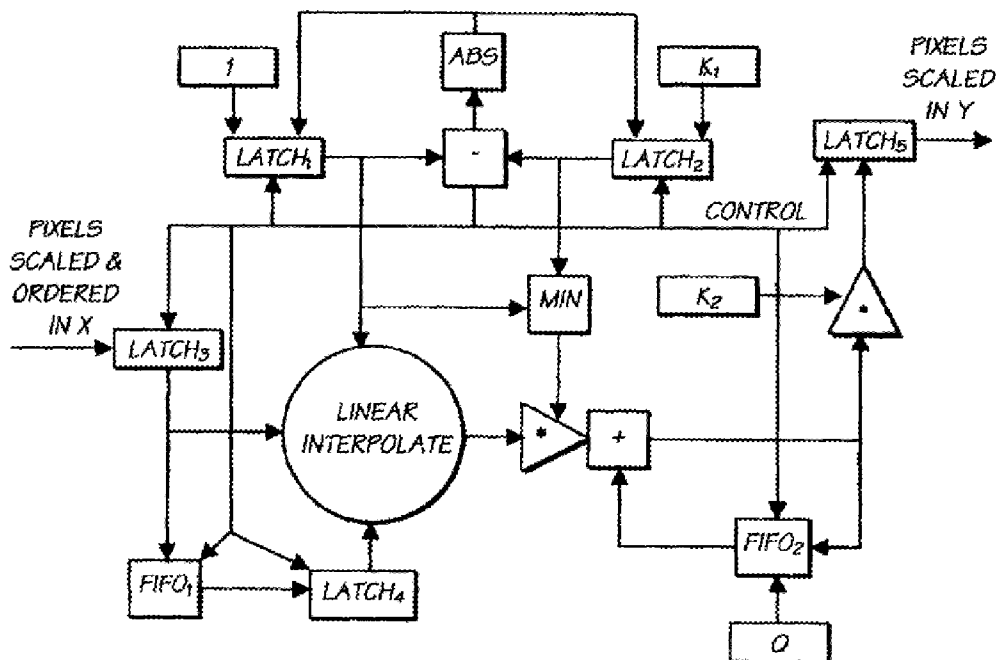 ABS
1
K₁
PIXELS
SCALED
IN Y
LATCH₁
-
LATCH₂
LATCH₅
CONTROL
PIXELS
SCALED &
ORDERED
IN X
MIN
K₂
*
LATCH₃
LINEAR
INTERPOLATE
*
+
FIFO₂
FIFO₁
LATCH₄
0